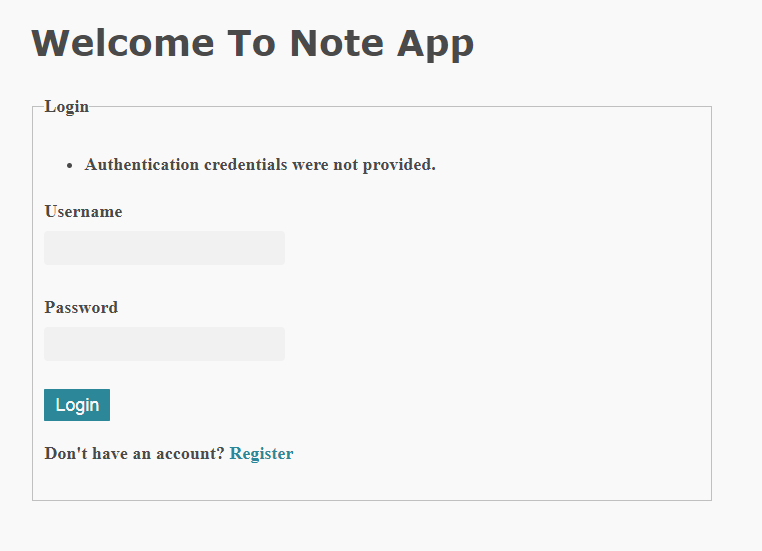 Welcome To Note App
Login
Authentication credentials were not provided.
Username
Password
Login
Don't have an account? Register